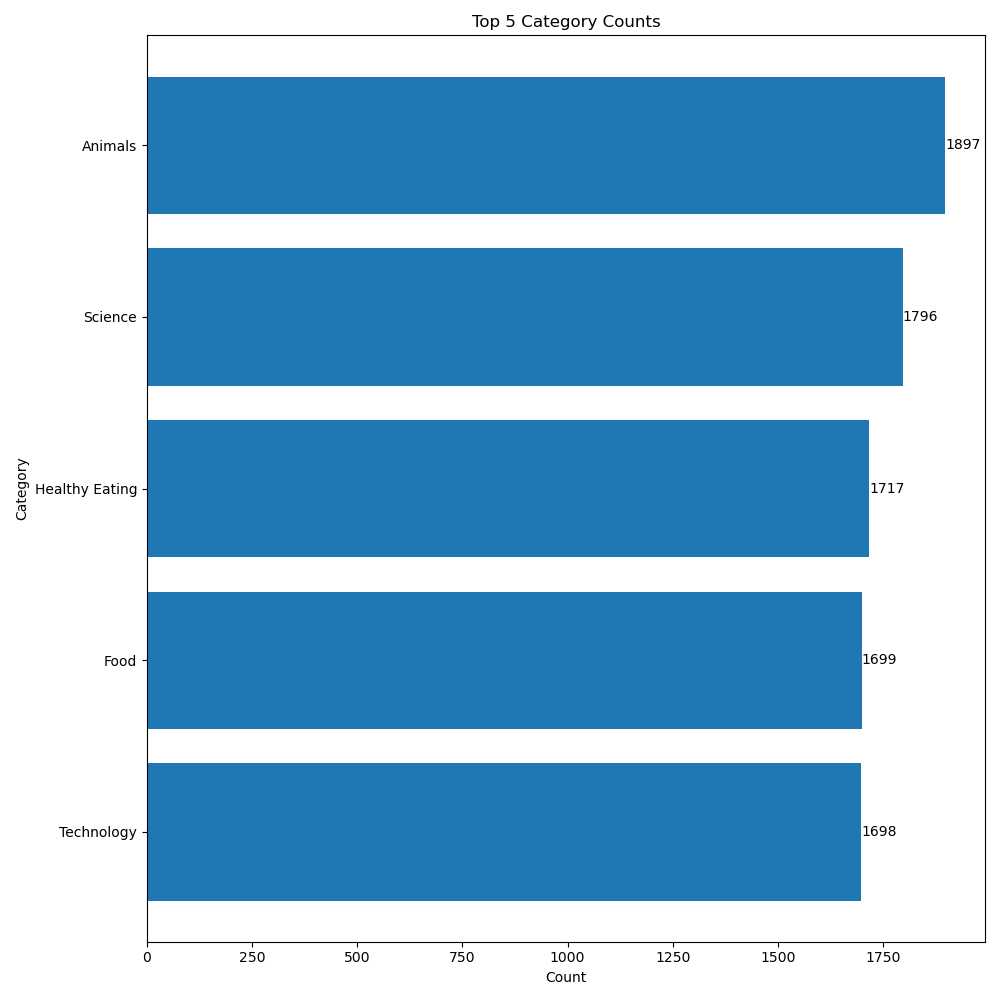 Top 5 Category Counts
Animals
1897
Science
1796
Healthy Eating
1717
Food
1699
Technology
1698
0 250 500 750 1000 1250 1500 1750
Count
Category